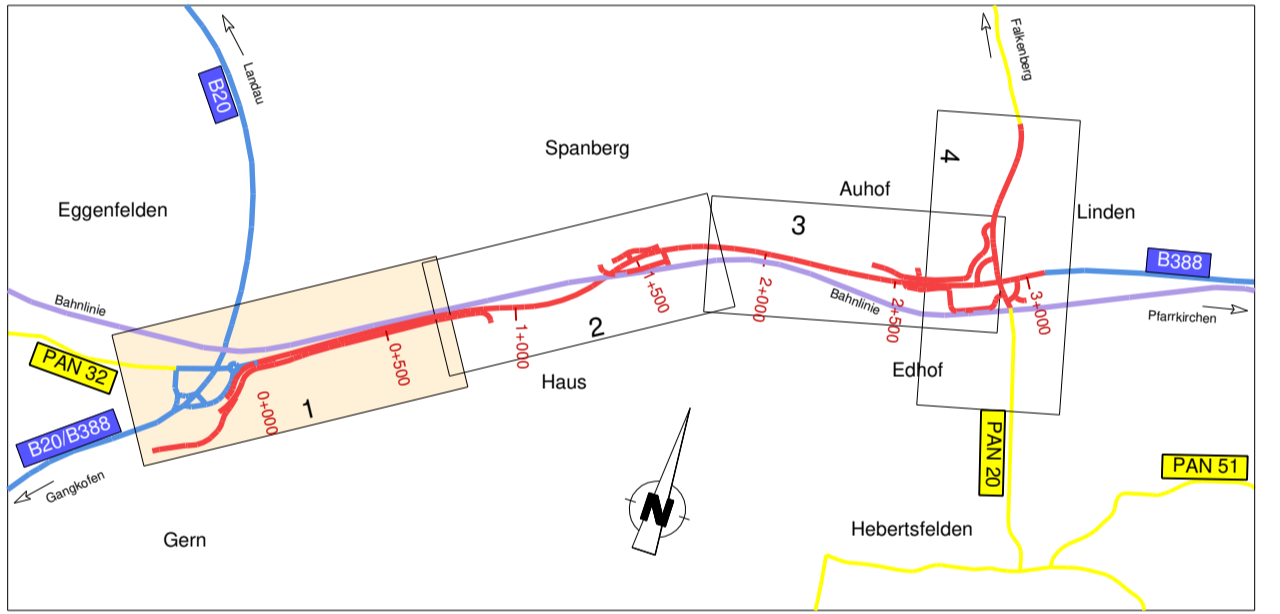 B20
Landau
Falkenberg
Spanberg
4
Auhof
Eggenfelden
Linden
3
B388
Bahnlinie
1+500
2+000
Bahnlinie
2+500
3+000
Pfarrkirchen
2
1+000
0+500
PAN 32
Haus
Edhof
0+000
1
B20/B388
PAN 20
PAN 51
Gangkofen
N
Gern
Hebertsfelden